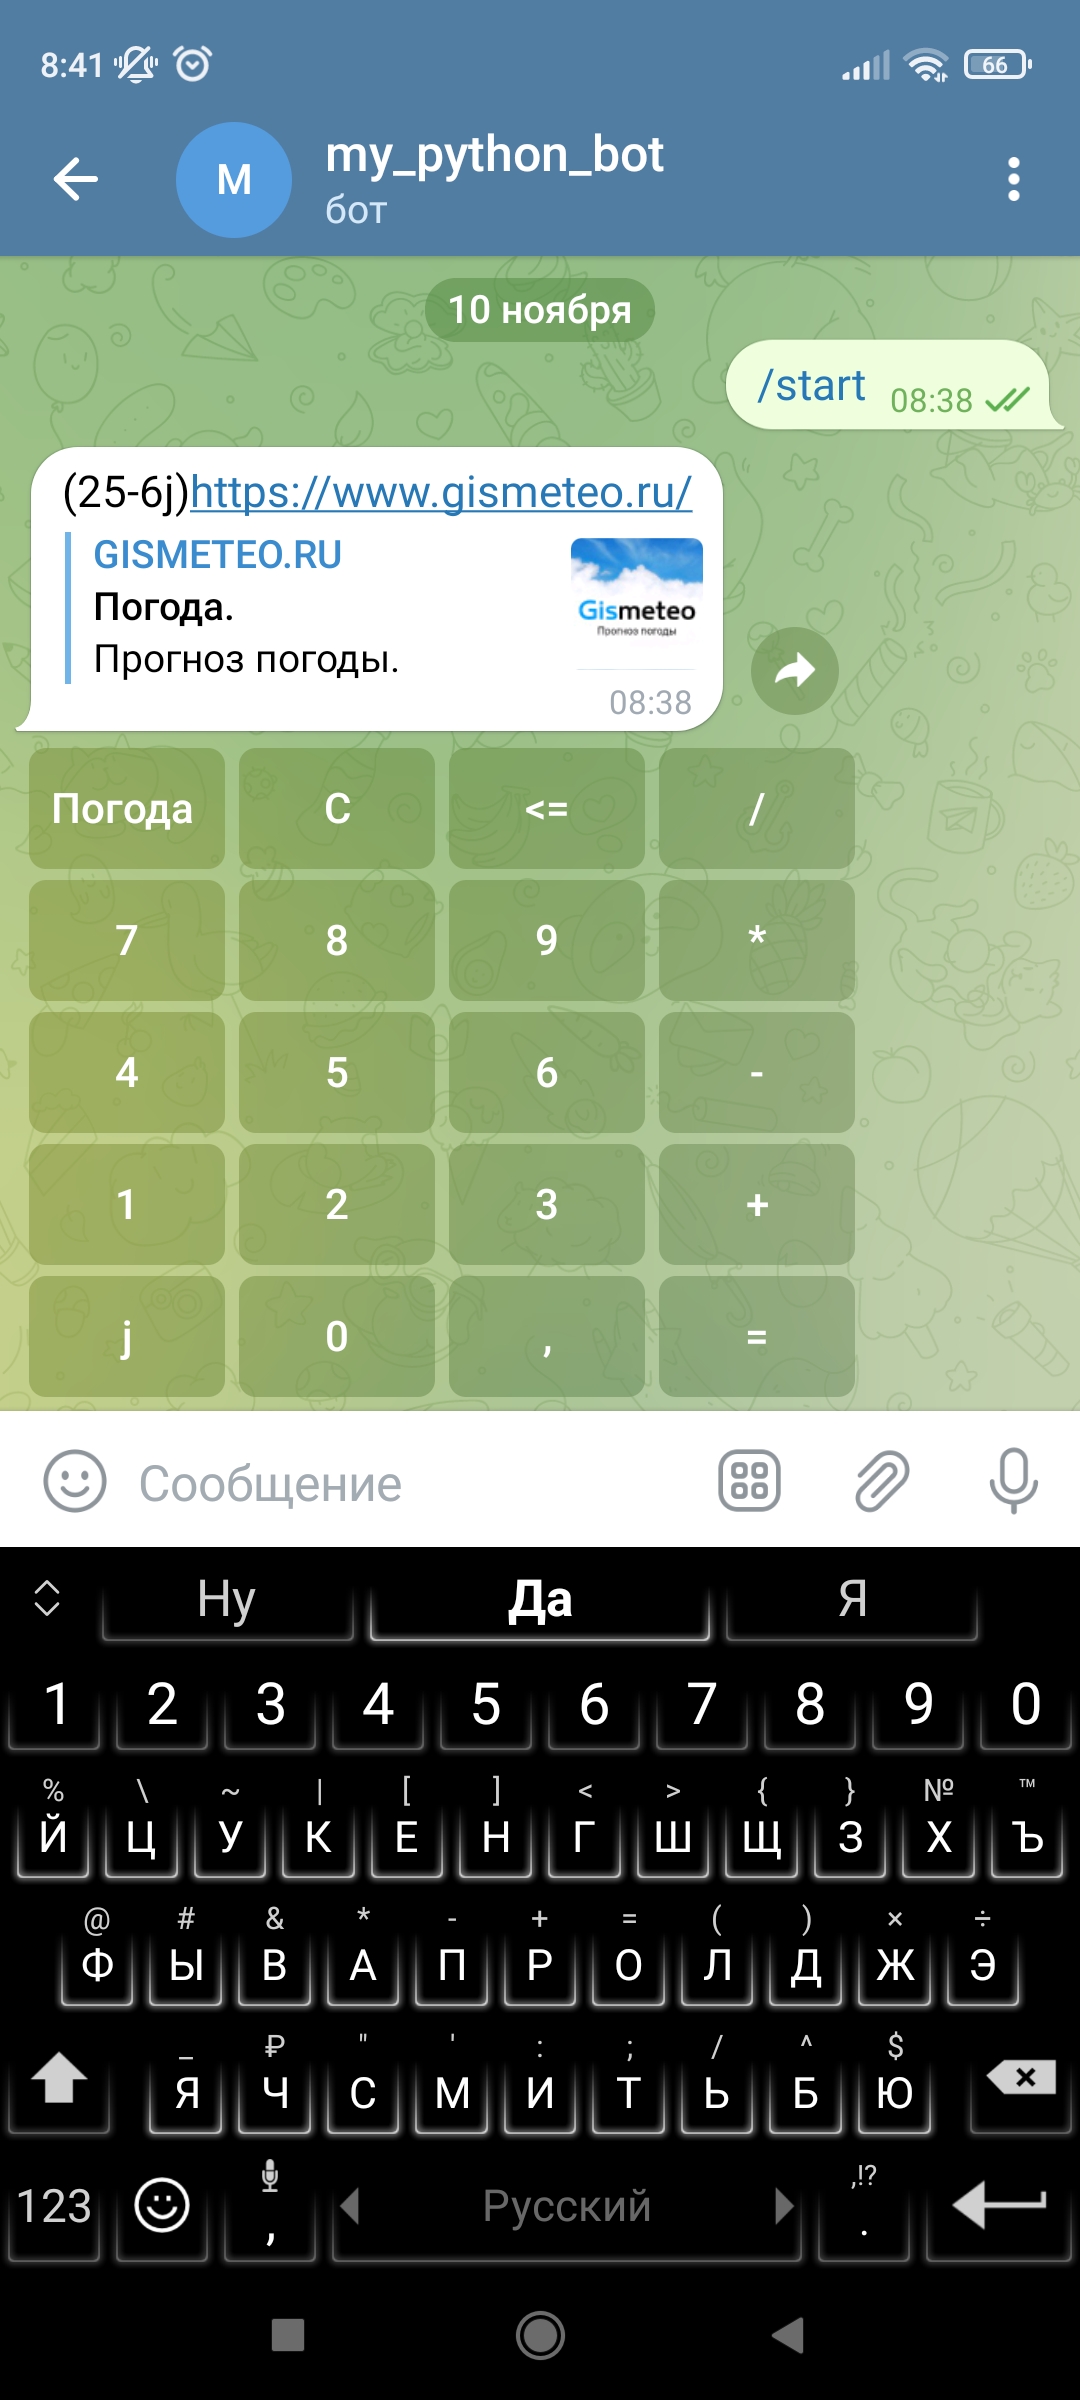 8:41
66
M
my_python_bot
бот
10 ноября
/start 08:38
(25-6j)https://www.gismeteo.ru/
GISMETEO.RU
Погода.
Прогноз погоды.
Gismeteo
Прогноз погоды
08:38
Погода C <= /
7 8 9 *
4 5 6 -
1 2 3 +
j 0 , =
Сообщение
Ну Да Я
1 2 3 4 5 6 7 8 9 0
% \ ~ | [ ] < > { } № ™
Й Ц У К Е Н Г Ш Щ З Х Ъ
@ # & * - + = ( ) × ÷
Ф Ы В А П Р О Л Д Ж Э
_ ₽ " ' : ; / ^ $
Я Ч С М И Т Ь Б Ю
,!?
123 , Русский .